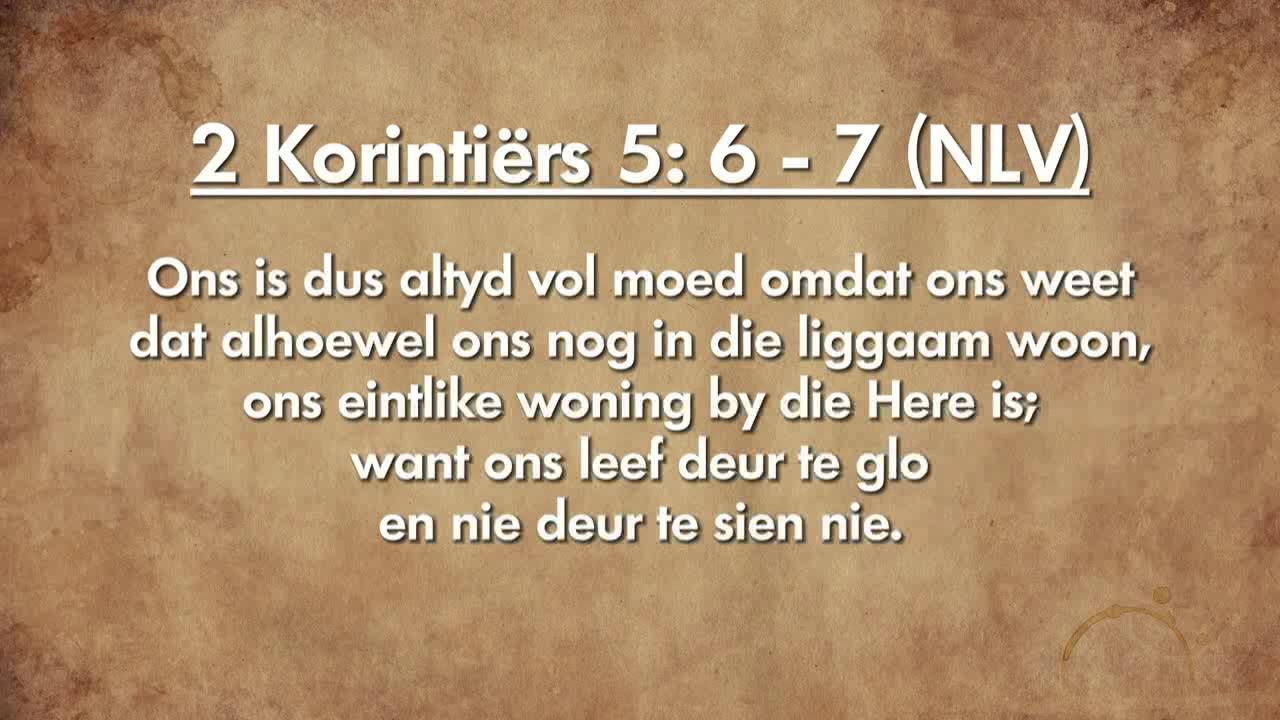 2 Korintiërs 5: 6 - 7 (NLV)
Ons is dus altyd vol moed omdat ons weet
dat alhoewel ons nog in die liggaam woon,
ons eintlike woning by die Here is;
want ons leef deur te glo
en nie deur te sien nie.